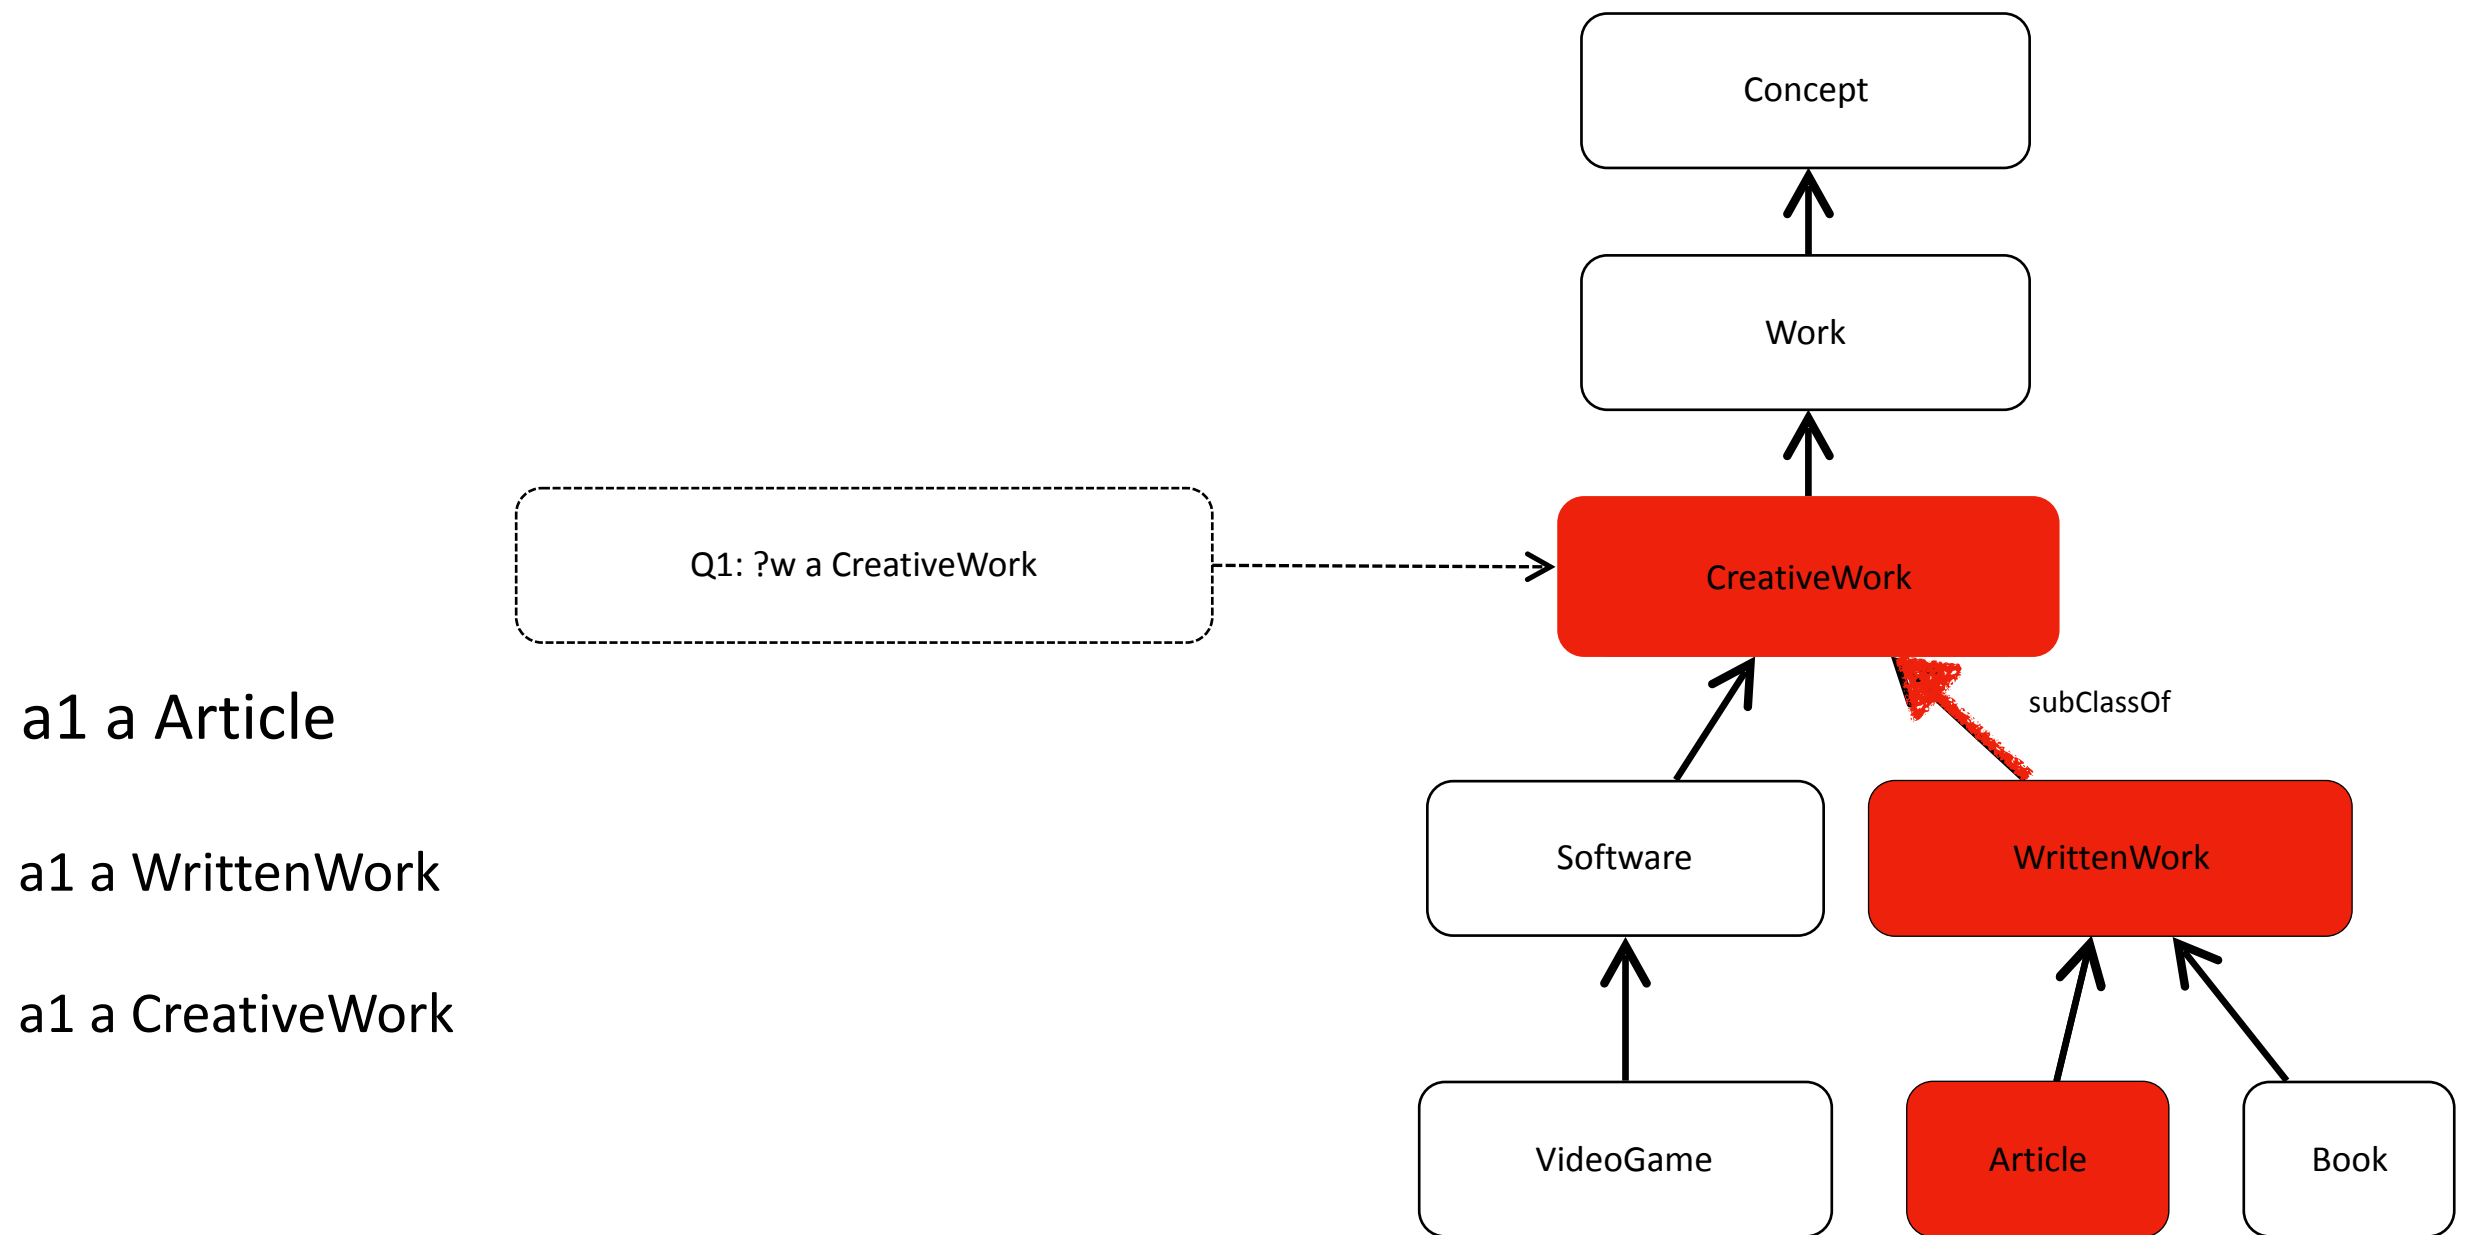 Concept
Work
Q1: ?w a CreativeWork
CreativeWork
a1 a Article
subClassOf
Software
WrittenWork
a1 a WrittenWork
a1 a CreativeWork
VideoGame
Article
Book